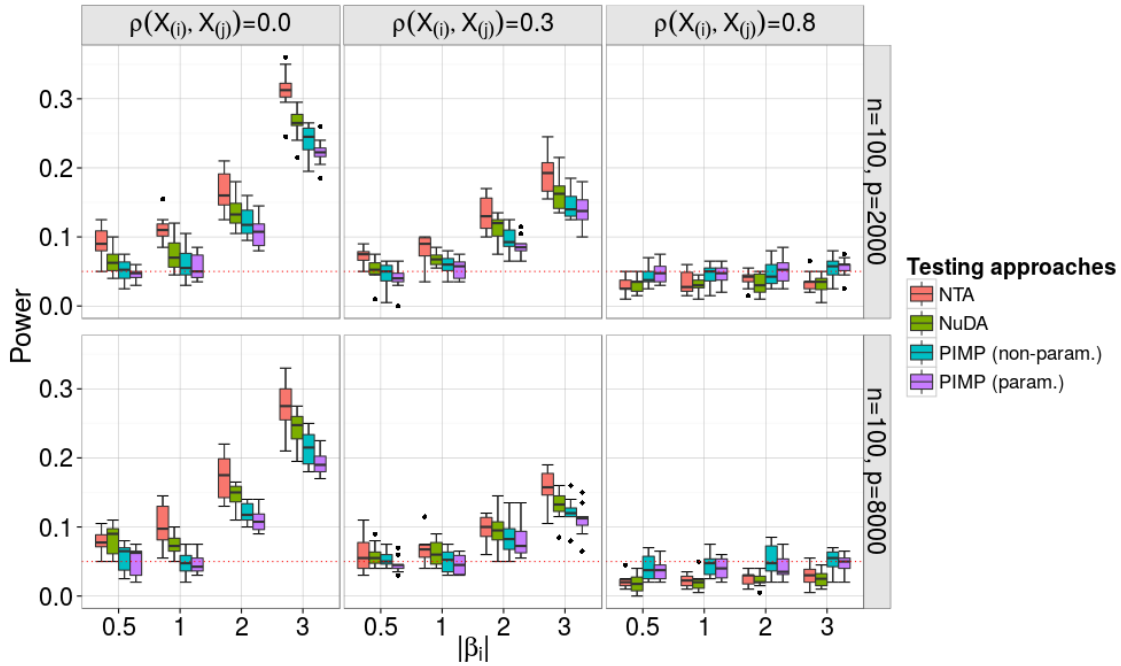 ρ(X(i), X(j))=0.0
ρ(X(i), X(j))=0.3
ρ(X(i), X(j))=0.8
0.3
0.2
0.1
0.0
n=100, p=2000
0.3
0.2
0.1
0.0
n=100, p=8000
Power
0.5 1 2 3
0.5 1 2 3
0.5 1 2 3
|βi|
Testing approaches
NTA
NuDA
PIMP (non-param.)
PIMP (param.)